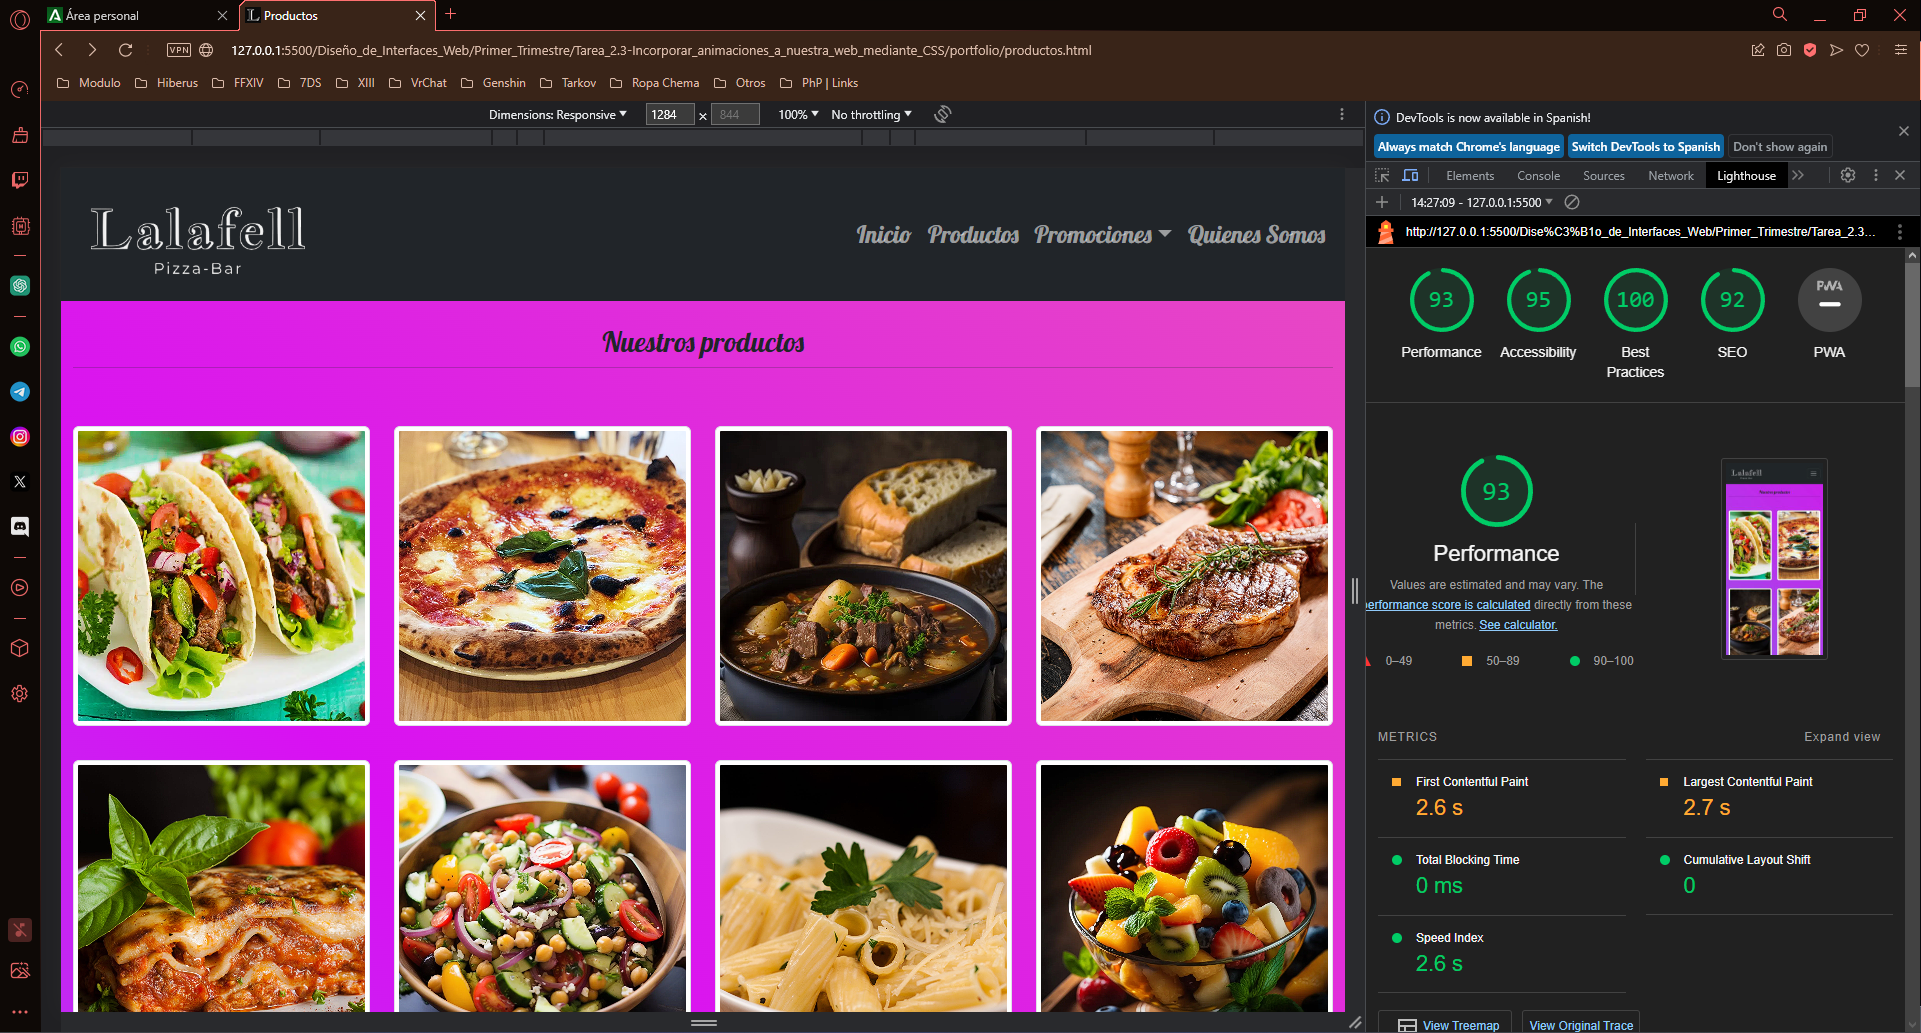 Área personal
Productos
VPN
127.0.0.1:5500/Diseño_de_Interfaces_Web/Primer_Trimestre/Tarea_2.3-Incorporar_animaciones_a_nuestra_web_mediante_CSS/portfolio/productos.html
Modulo Hiberus FFXIV 7DS XIII VrChat Genshin Tarkov Ropa Chema Otros PhP | Links
Dimensions: Responsive 1284 × 844 100% No throttling
DevTools is now available in Spanish!
Always match Chrome's language Switch DevTools to Spanish Don't show again
Elements Console Sources Network Lighthouse
14:27:09 - 127.0.0.1:5500
http://127.0.0.1:5500/Dise%C3%B1o_de_Interfaces_Web/Primer_Trimestre/Tarea_2.3...
Lalafell
Pizza-Bar
Inicio Productos Promociones Quienes Somos
Nuestros productos
93 95 100 92 PWA
Performance Accessibility Best Practices SEO PWA
93
Performance
Values are estimated and may vary. The
performance score is calculated directly from these
metrics. See calculator.
0–49 50–89 90–100
Lalafell
Nuestros productos
METRICS Expand view
First Contentful Paint
2.6 s
Largest Contentful Paint
2.7 s
Total Blocking Time
0 ms
Cumulative Layout Shift
0
Speed Index
2.6 s
View Treemap View Original Trace